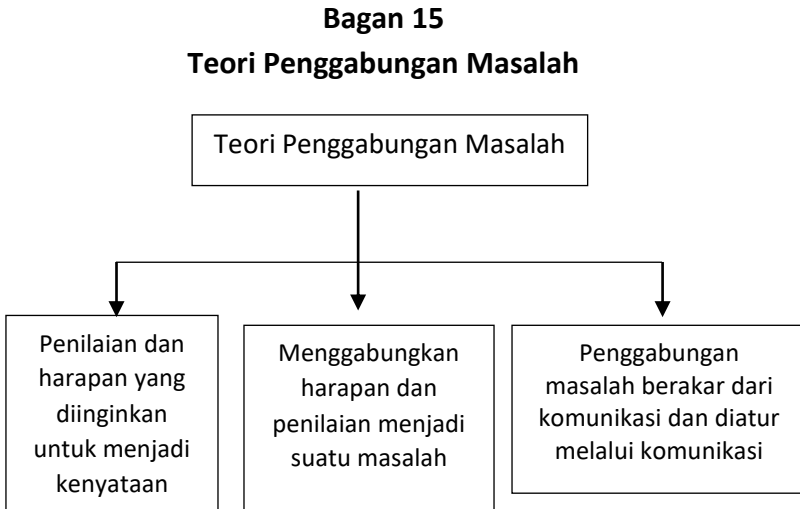 Bagan 15
Teori Penggabungan Masalah
Teori Penggabungan Masalah
Penilaian dan
harapan yang
diinginkan
untuk menjadi
kenyataan
Menggabungkan
harapan dan
penilaian menjadi
suatu masalah
Penggabungan
masalah berakar dari
komunikasi dan diatur
melalui komunikasi